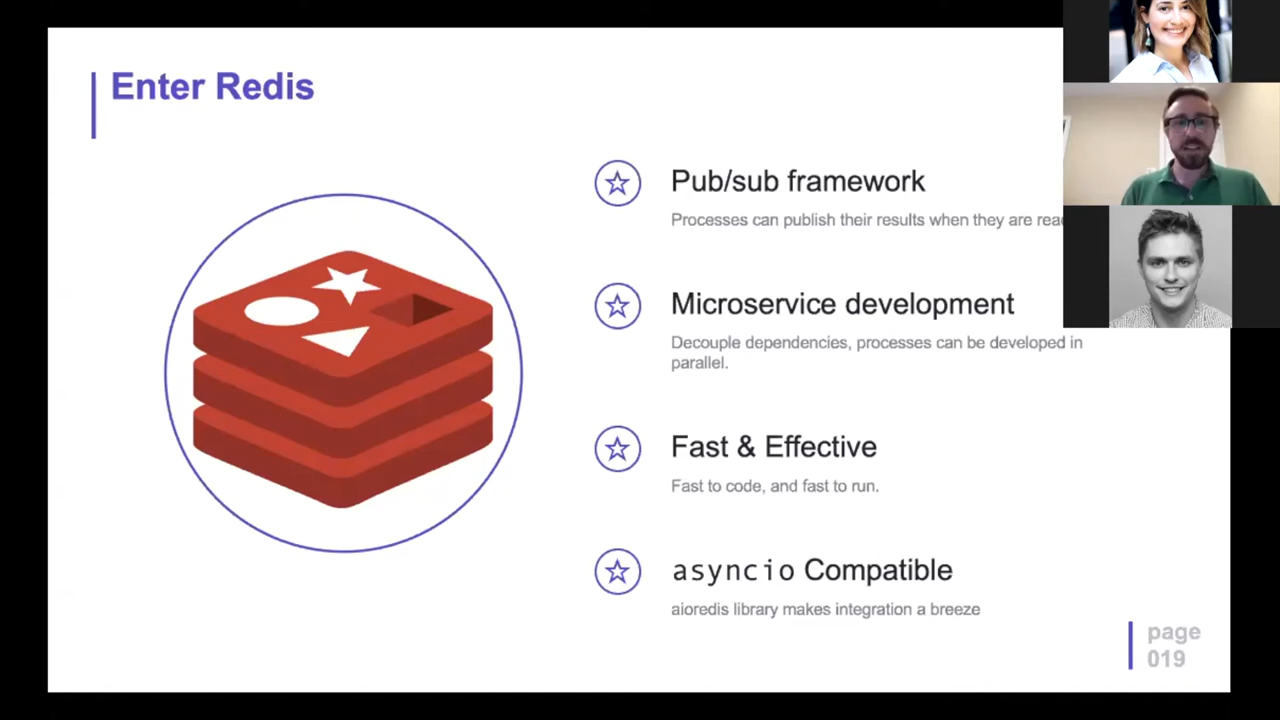 Enter Redis
Pub/sub framework
Processes can publish their results when they are
Microservice development
Decouple dependencies, processes can be developed in
parallel.
Fast & Effective
Fast to code, and fast to run.
asyncio Compatible
aioredis library makes integration a breeze
page
019